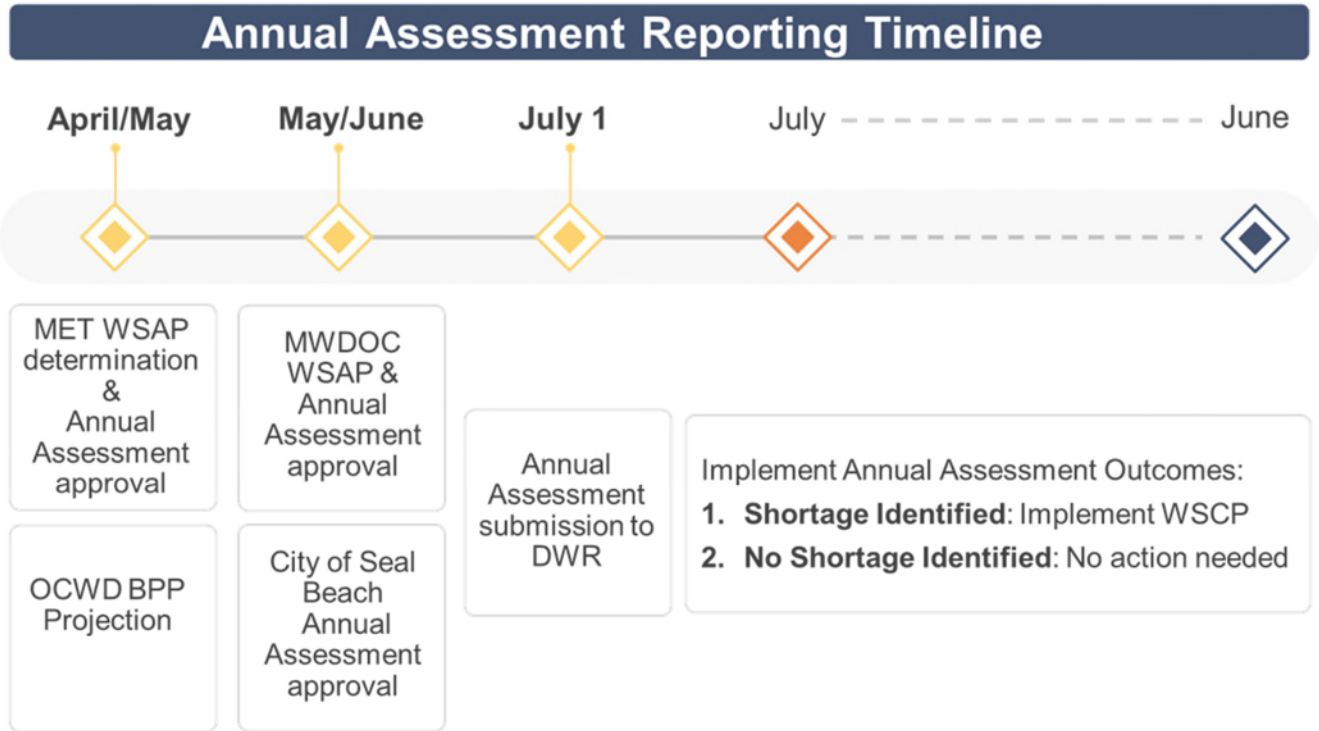 Annual Assessment Reporting Timeline
April/May
May/June
July 1
July
June
MET WSAP
determination
&
Annual
Assessment
approval
OCWD BPP
Projection
MWDOC
WSAP &
Annual
Assessment
approval
City of Seal
Beach
Annual
Assessment
approval
Annual
Assessment
submission to
DWR
Implement Annual Assessment Outcomes:
1. Shortage Identified: Implement WSCP
2. No Shortage Identified: No action needed